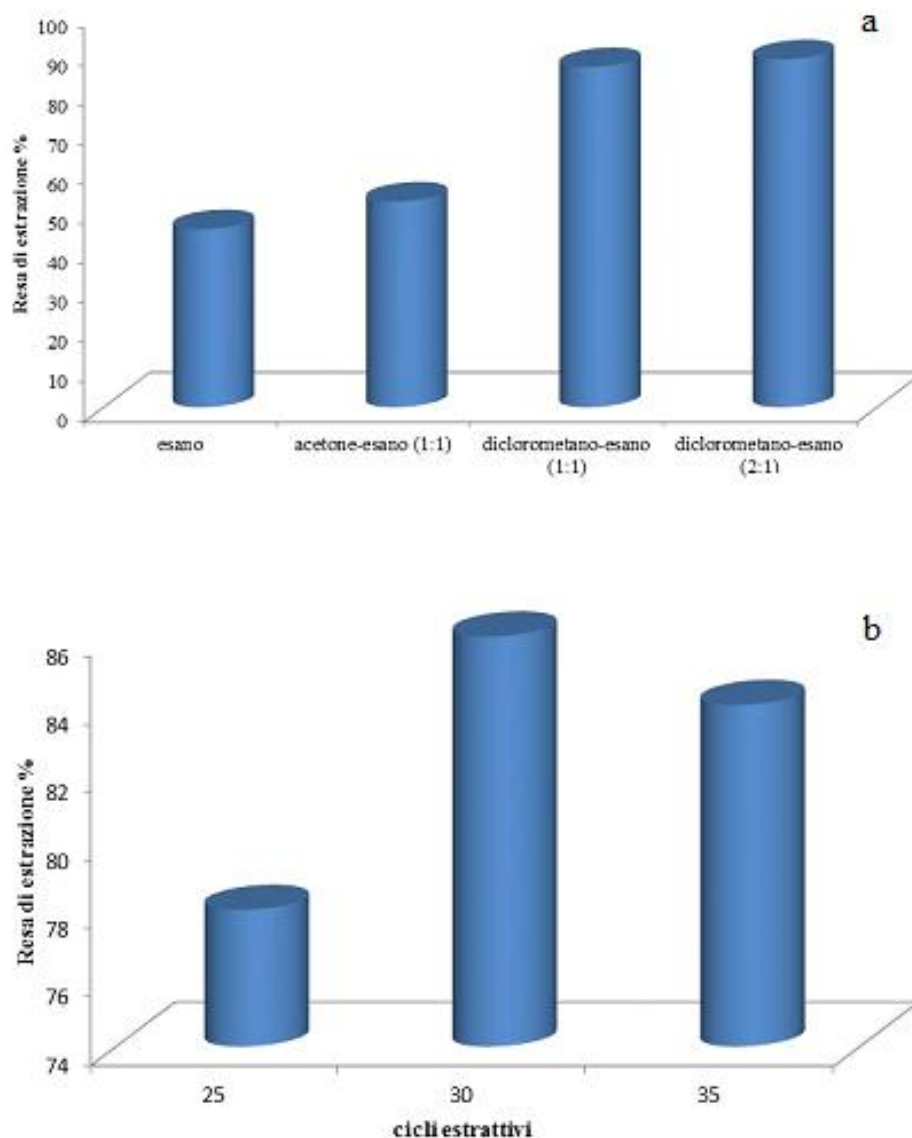 a
Resa di estrazione %
100
90
80
70
60
50
40
30
20
10
0
esano
acetone-esano (1:1)
diclorometano-esano
(1:1)
diclorometano-esano
(2:1)
b
Resa di estrazione %
86
84
82
80
78
76
74
25
30
35
cicli estrattivi